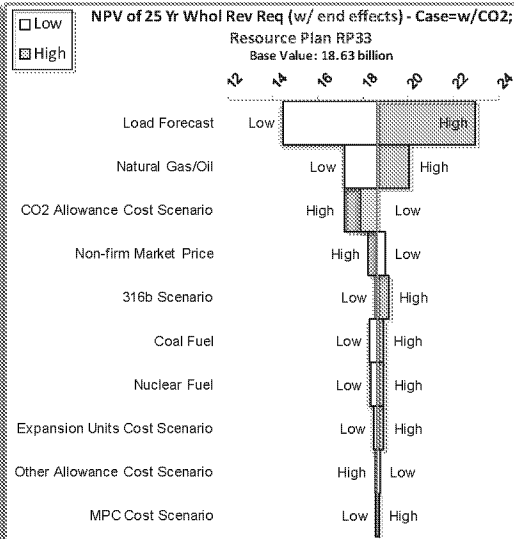 Low
High
NPV of 25 Yr Whol Rev Req (w/ end effects) - Case=w/CO2;
Resource Plan RP33
Base Value: 18.63 billion
12 14 16 18 20 22 24
Load Forecast Low High
Natural Gas/Oil Low High
CO2 Allowance Cost Scenario High Low
Non-firm Market Price High Low
316b Scenario Low High
Coal Fuel Low High
Nuclear Fuel Low High
Expansion Units Cost Scenario Low High
Other Allowance Cost Scenario High Low
MPC Cost Scenario Low High